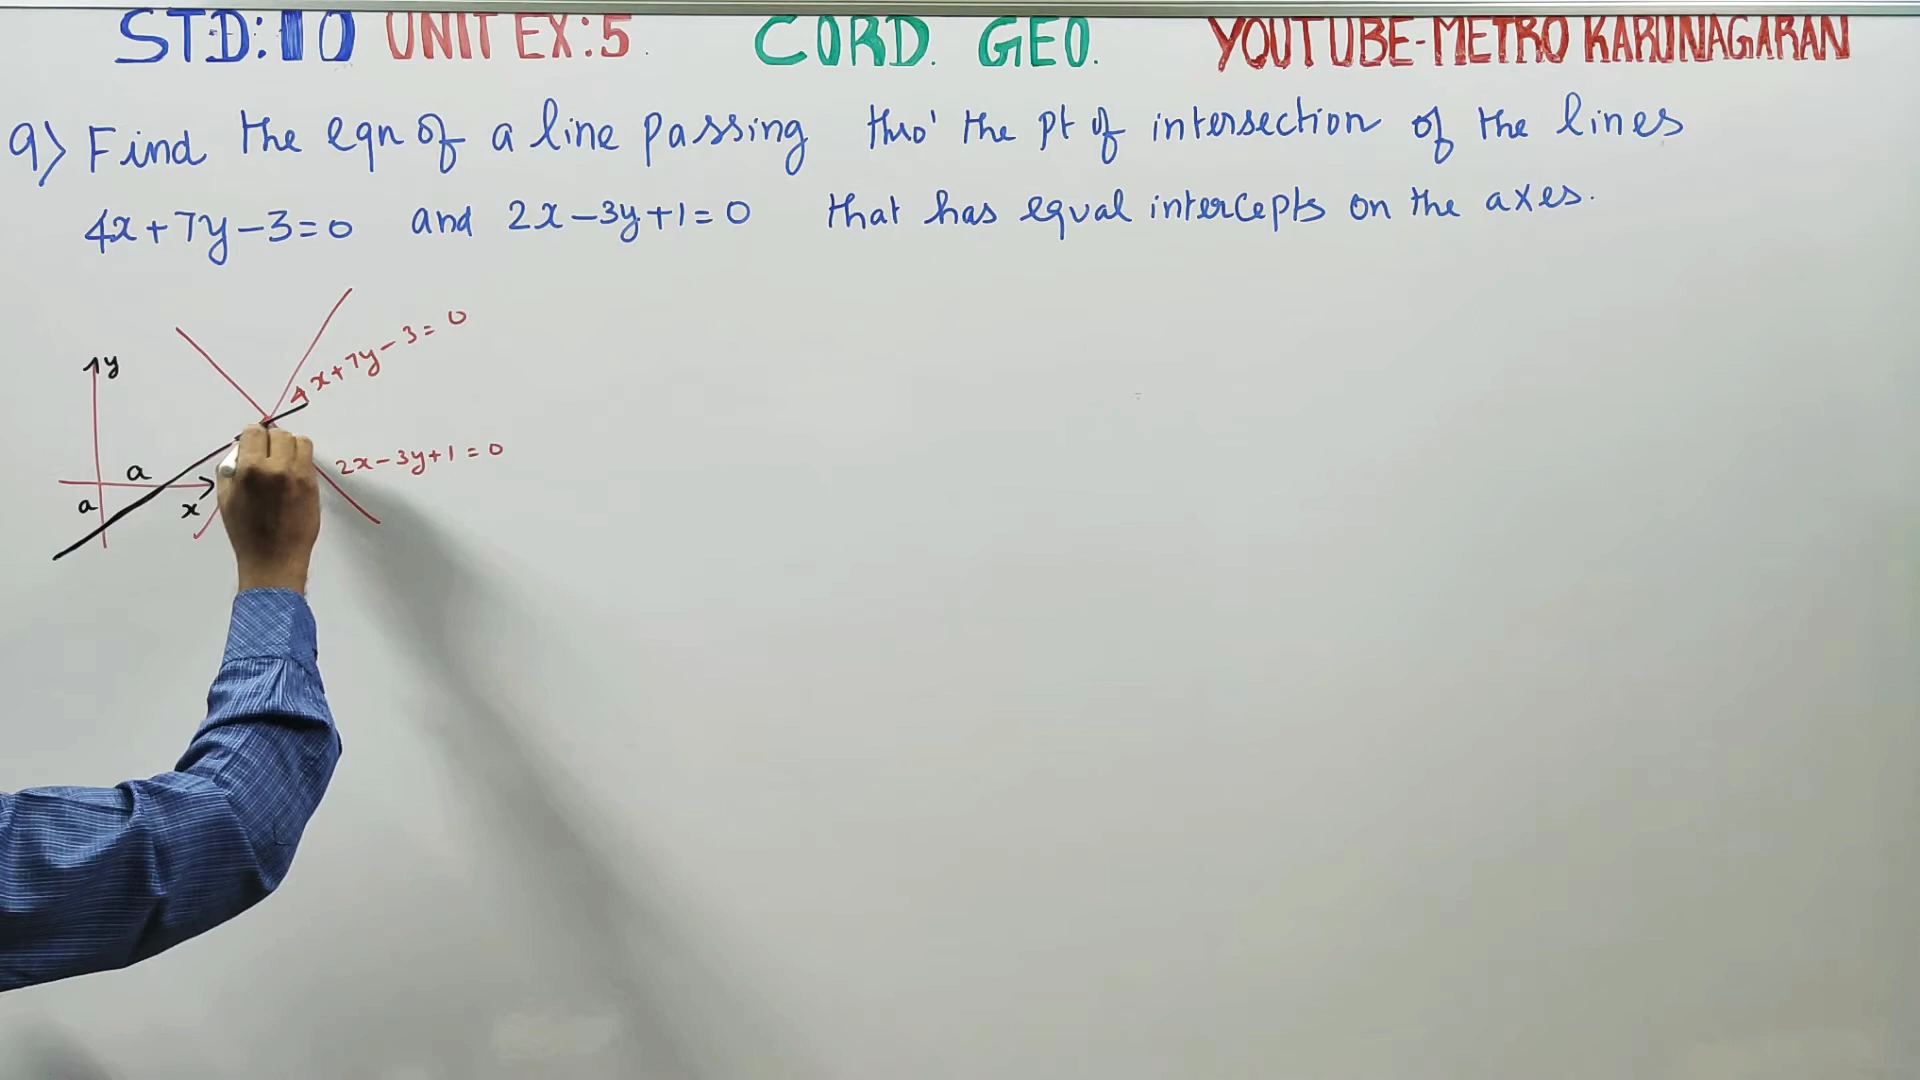 STD:10 UNIT EX:5. CORD. GEO. YOUTUBE-METRO KARUNAGARAN
9) Find the eqn of a line passing thro' the pt of intersection of the lines
4x+7y-3=0 and 2x-3y+1=0 that has equal intercepts on the axes.
4x+7y-3=0
y
2x-3y+1=0
a
a
x